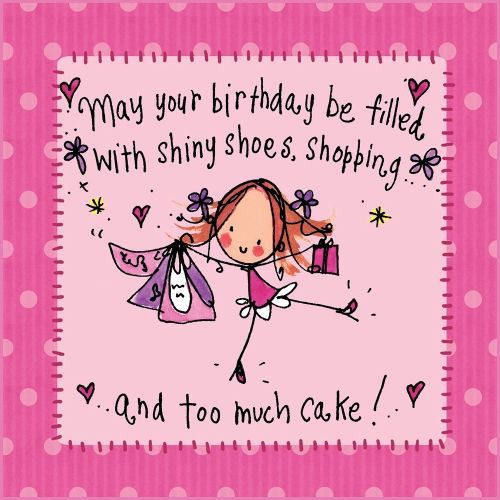 May your birthday be filled
with shiny shoes, shopping....
..and too much cake!..